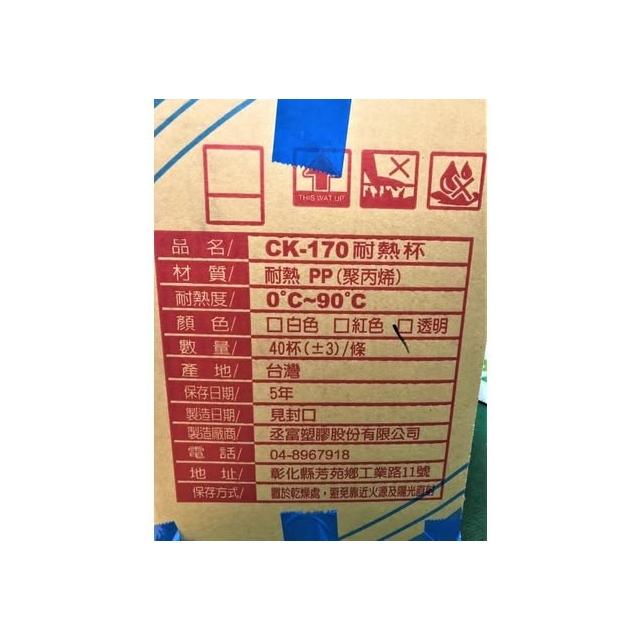 THIS WAT UP
品名/ CK-170耐熱杯
材質/ 耐熱 PP(聚丙烯)
耐熱度/ 0°C~90°C
顏色/ □白色 □紅色 □透明
數量/ 40杯(±3)/條
產地/ 台灣
保存日期/ 5年
製造日期/ 見封口
製造廠商/ 丞富塑膠股份有限公司
電話/ 04-8967918
地址/ 彰化縣芳苑鄉工業路11號
保存方式/ 置於乾燥處，避免靠近火源及陽光直射